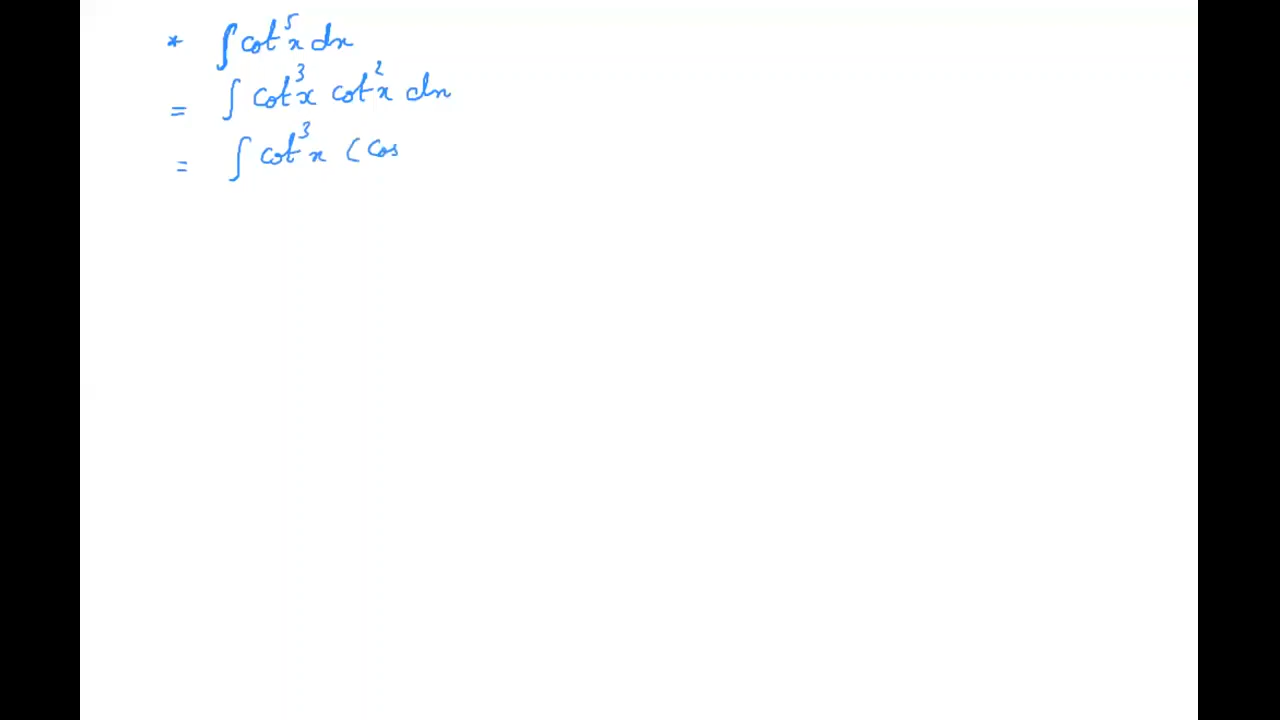 * ∫ cot⁵x dx
= ∫ cot³x cot²x dx
= ∫ cot³x (cos